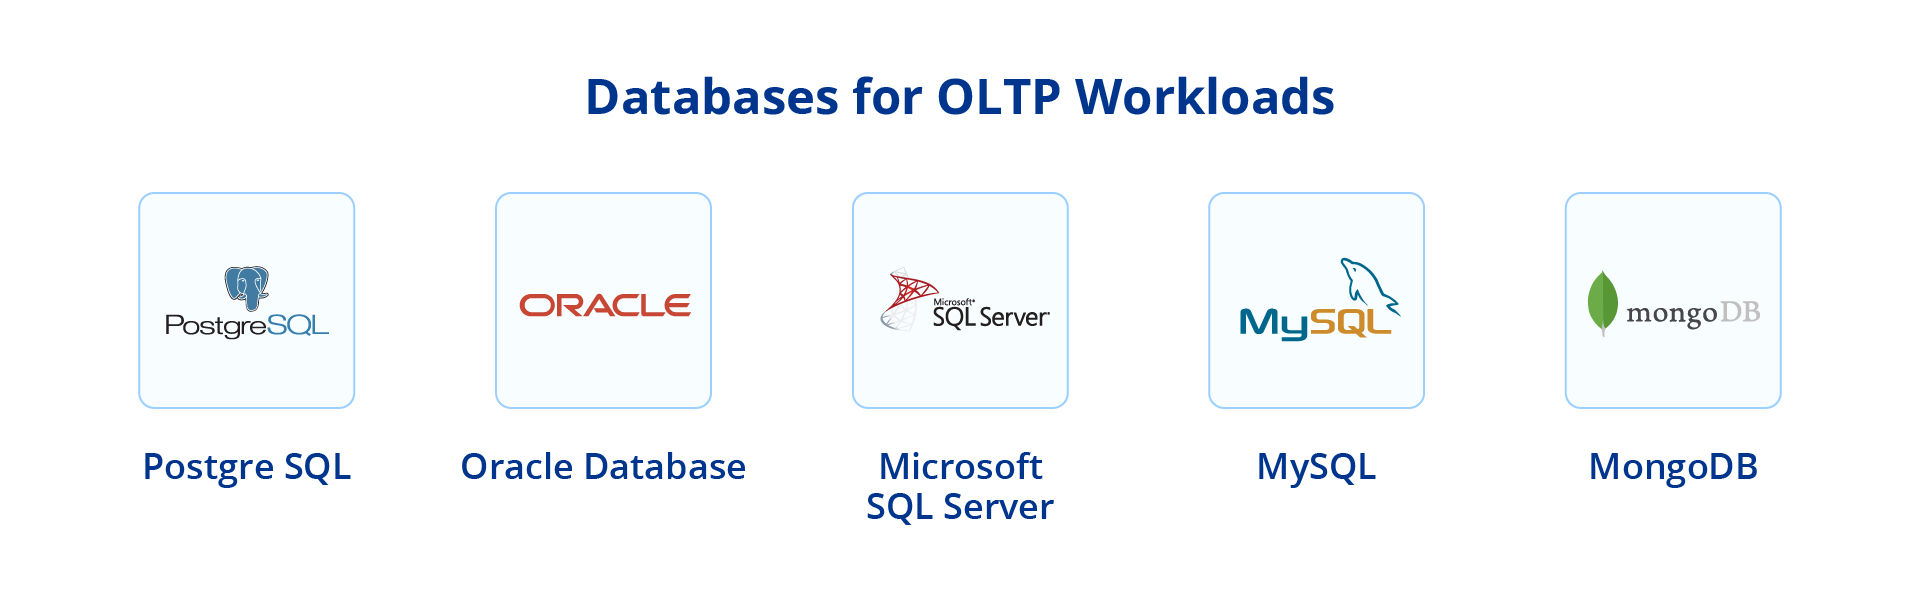 Databases for OLTP Workloads
PostgreSQL
ORACLE
Microsoft®
SQL Server®
MySQL
mongoDB
Postgre SQL
Oracle Database
Microsoft
SQL Server
MySQL
MongoDB